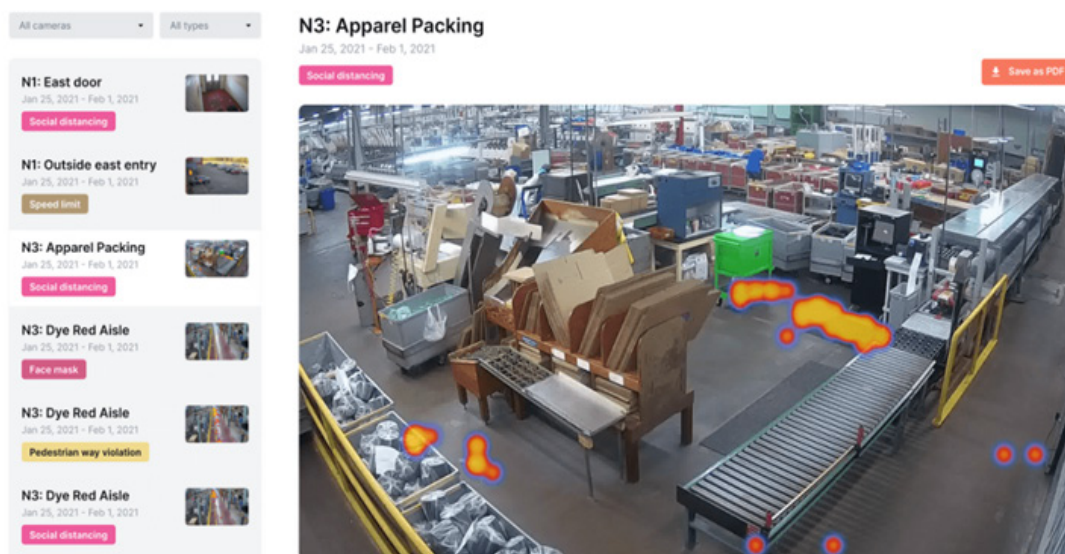 All cameras
All types
N1: East door
Jan 25, 2021 - Feb 1, 2021
Social distancing
N1: Outside east entry
Jan 25, 2021 - Feb 1, 2021
Speed limit
N3: Apparel Packing
Jan 25, 2021 - Feb 1, 2021
Social distancing
N3: Dye Red Aisle
Jan 25, 2021 - Feb 1, 2021
Face mask
N3: Dye Red Aisle
Jan 25, 2021 - Feb 1, 2021
Pedestrian way violation
N3: Dye Red Aisle
Jan 25, 2021 - Feb 1, 2021
Social distancing
N3: Apparel Packing
Jan 25, 2021 - Feb 1, 2021
Social distancing
Save as PDF